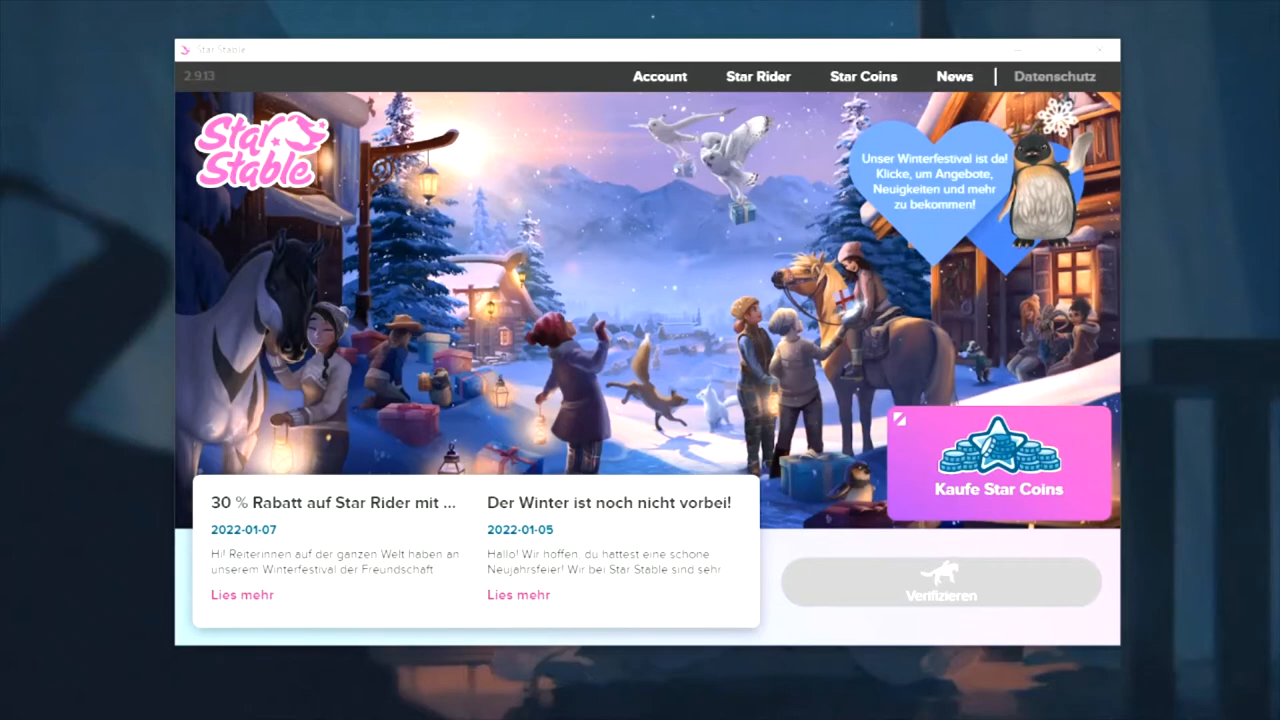 Star Stable
2.9.13
Account
Star Rider
Star Coins
News
Datenschutz
Star
Stable
Unser Winterfestival ist da!
Klicke, um Angebote,
Neuigkeiten und mehr
zu bekommen!
Kaufe Star Coins
30 % Rabatt auf Star Rider mit ...
2022-01-07
Hi! Reiterinnen auf der ganzen Welt haben an
unserem Winterfestival der Freundschaft
Lies mehr
Der Winter ist noch nicht vorbei!
2022-01-05
Hallo! Wir hoffen, du hattest eine schöne
Neujahrsfeier! Wir bei Star Stable sind sehr
Lies mehr
Verifizieren